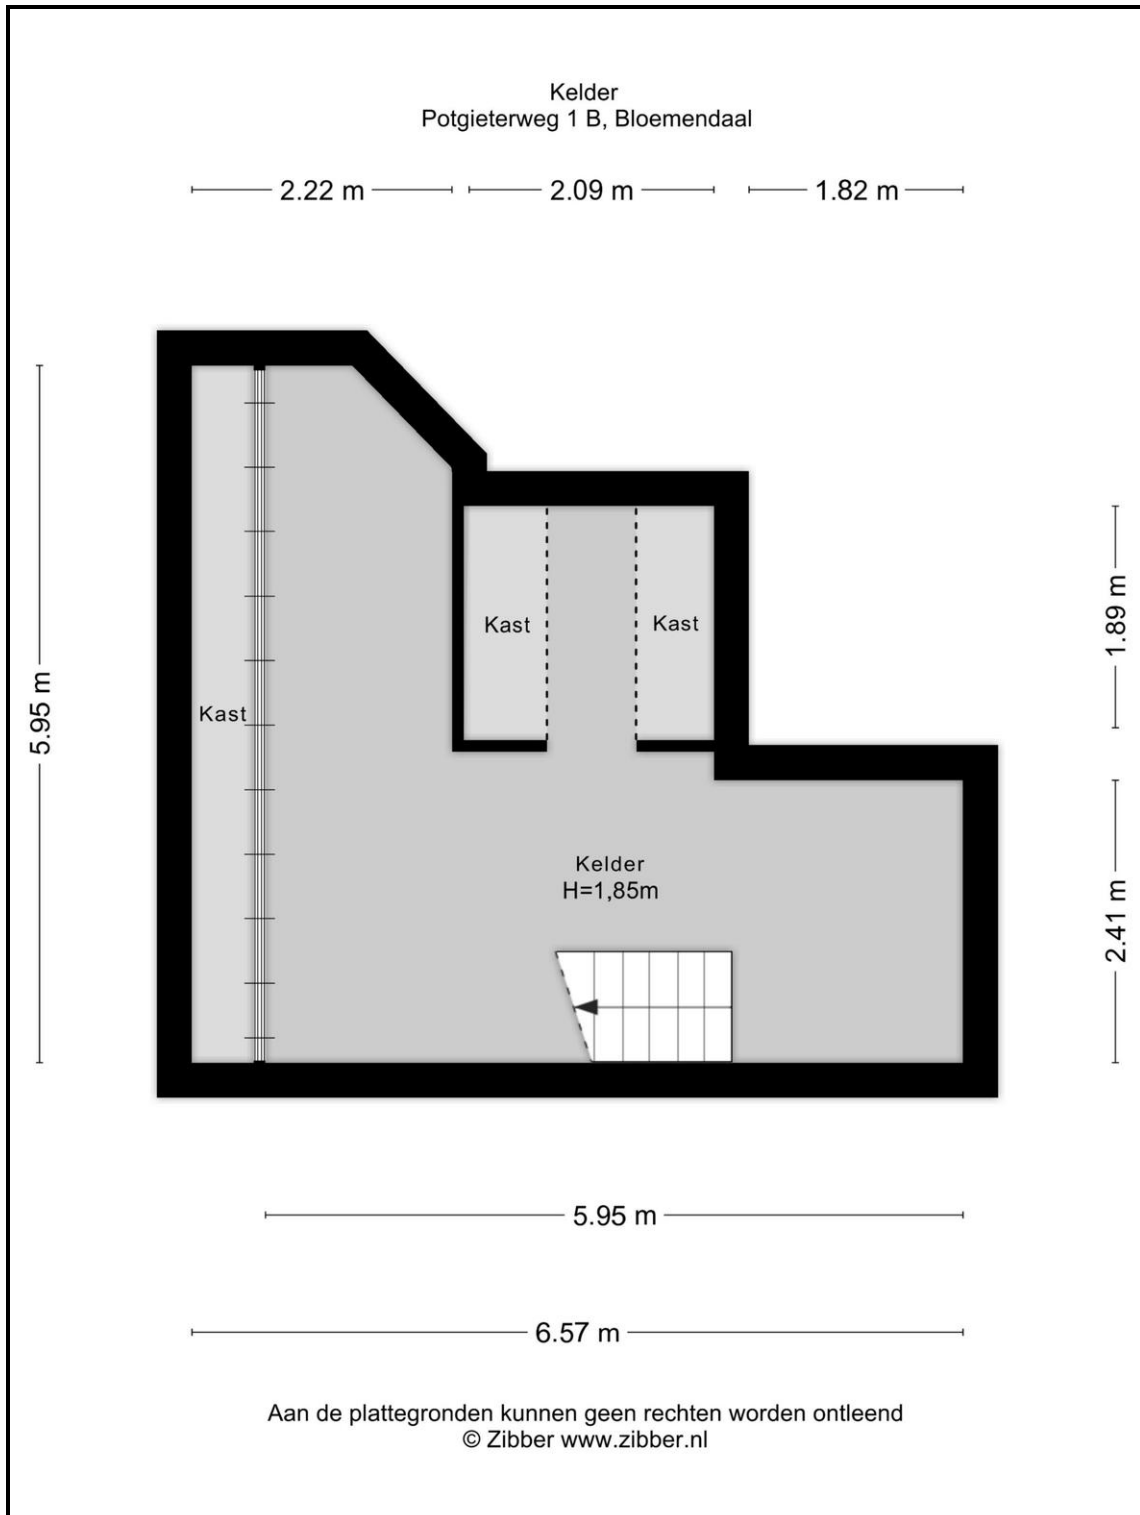 Kelder
Potgieterweg 1 B, Bloemendaal
2.22 m
2.09 m
1.82 m
5.95 m
1.89 m
Kast
Kast
Kast
Kelder
H=1,85m
2.41 m
5.95 m
6.57 m
Aan de plattegronden kunnen geen rechten worden ontleend
© Zibber www.zibber.nl